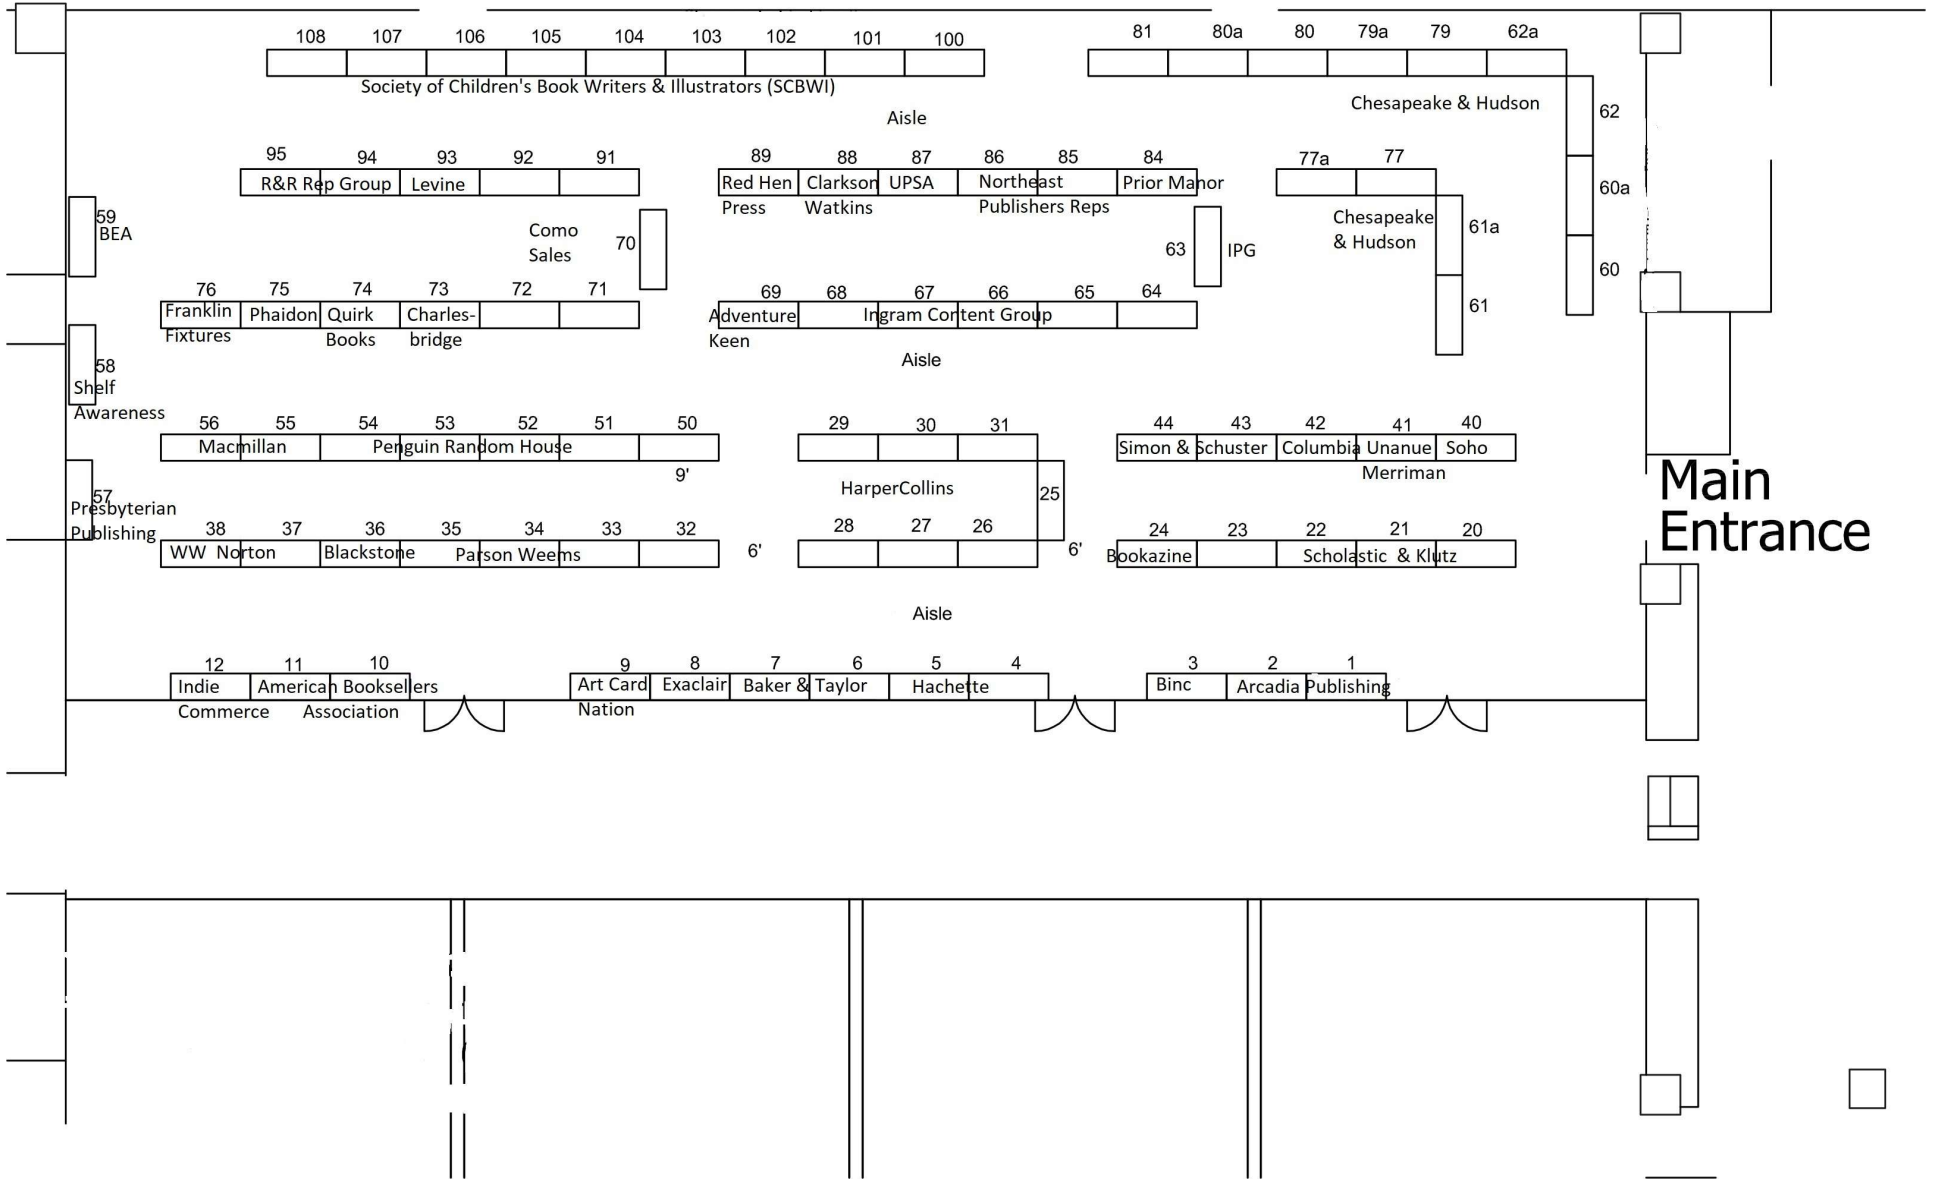 108 107 106 105 104 103 102 101 100 81 80a 80 79a 79 62a
Society of Children's Book Writers & Illustrators (SCBWI)
Chesapeake & Hudson
62
Aisle
95 94 93 92 91 89 88 87 86 85 84 77a 77
R&R Rep Group Levine Red Hen Clarkson UPSA Northeast Prior Manor
60a
Press Watkins Publishers Reps
59
BEA
Como
Sales
70
63
IPG
Chesapeake
& Hudson
61a
60
76 75 74 73 72 71 69 68 67 66 65 64
61
Franklin Phaidon Quirk Charles- Adventure Ingram Content Group
Fixtures Books bridge Keen
Aisle
58
Shelf
Awareness
56 55 54 53 52 51 50 29 30 31 44 43 42 41 40
Macmillan Penguin Random House Simon & Schuster Columbia Unanue Soho
9' Merriman
HarperCollins
25
Main
Entrance
57
Presbyterian
Publishing
38 37 36 35 34 33 32 28 27 26 24 23 22 21 20
WW Norton Blackstone Parson Weems 6' 6' Bookazine Scholastic & Klutz
Aisle
12 11 10 9 8 7 6 5 4 3 2 1
Indie American Booksellers Art Card Exaclair Baker & Taylor Hachette Binc Arcadia Publishing
Commerce Association Nation